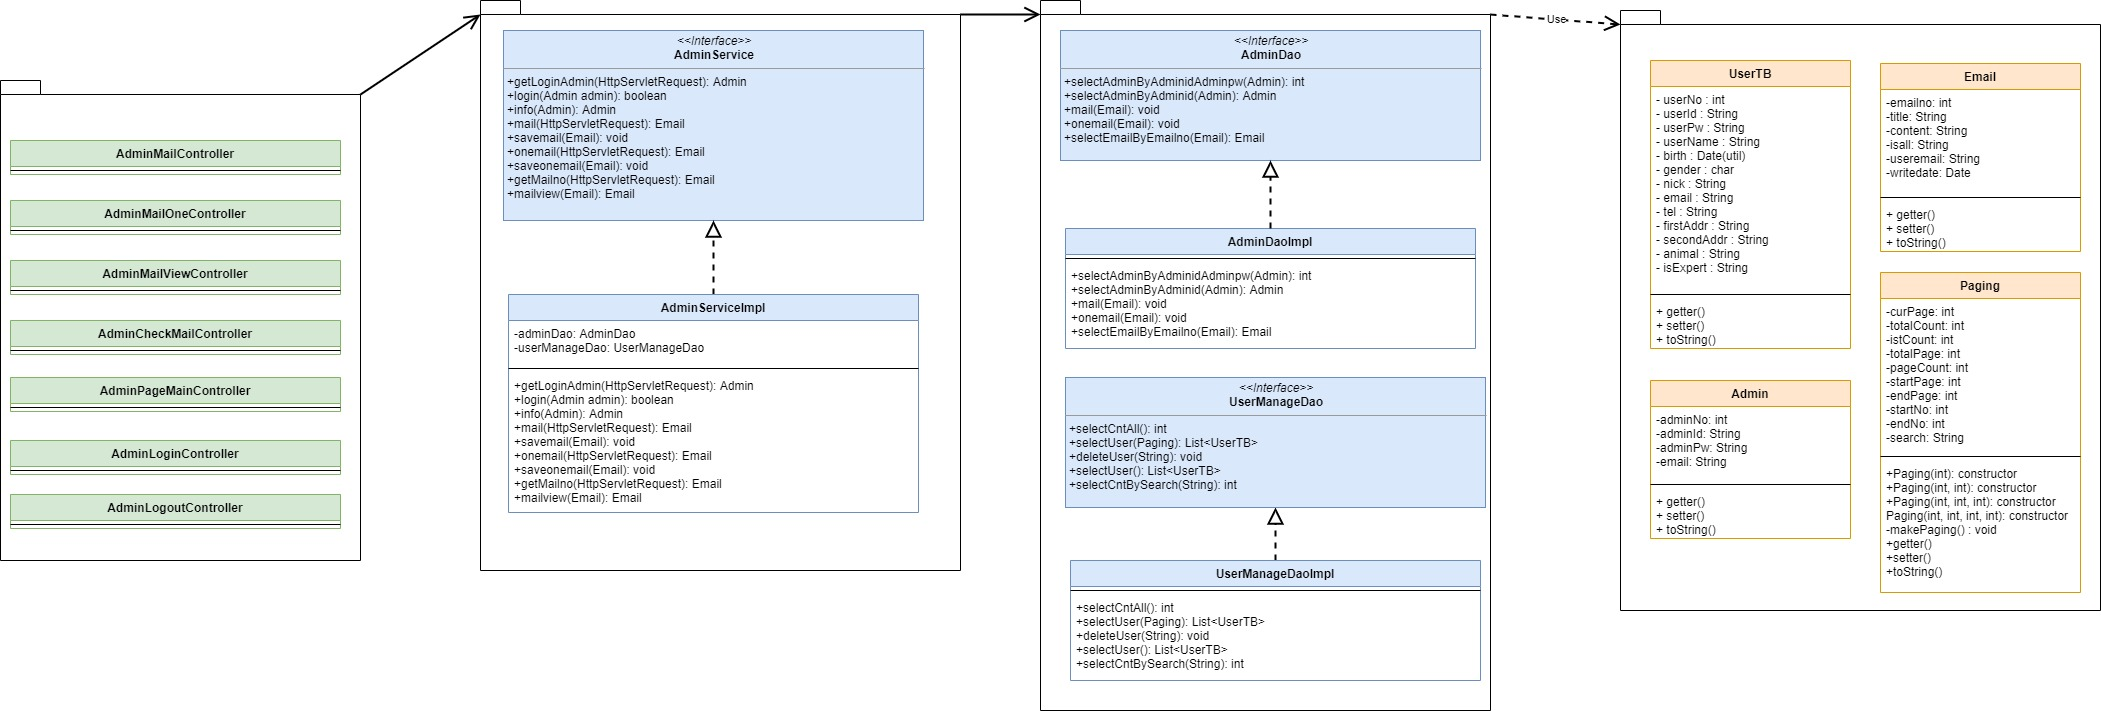 AdminMailController
AdminMailOneController
AdminMailViewController
AdminCheckMailController
AdminPageMainController
AdminLoginController
AdminLogoutController
<<Interface>>
AdminService
+getLoginAdmin(HttpServletRequest): Admin
+login(Admin admin): boolean
+info(Admin): Admin
+mail(HttpServletRequest): Email
+savemail(Email): void
+onemail(HttpServletRequest): Email
+saveonemail(Email): void
+getMailno(HttpServletRequest): Email
+mailview(Email): Email
AdminServiceImpl
-adminDao: AdminDao
-userManageDao: UserManageDao
+getLoginAdmin(HttpServletRequest): Admin
+login(Admin admin): boolean
+info(Admin): Admin
+mail(HttpServletRequest): Email
+savemail(Email): void
+onemail(HttpServletRequest): Email
+saveonemail(Email): void
+getMailno(HttpServletRequest): Email
+mailview(Email): Email
<<Interface>>
AdminDao
+selectAdminByAdminidAdminpw(Admin): int
+selectAdminByAdminid(Admin): Admin
+mail(Email): void
+onemail(Email): void
+selectEmailByEmailno(Email): Email
AdminDaoImpl
+selectAdminByAdminidAdminpw(Admin): int
+selectAdminByAdminid(Admin): Admin
+mail(Email): void
+onemail(Email): void
+selectEmailByEmailno(Email): Email
<<Interface>>
UserManageDao
+selectCntAll(): int
+selectUser(Paging): List<UserTB>
+deleteUser(String): void
+selectUser(): List<UserTB>
+selectCntBySearch(String): int
UserManageDaoImpl
+selectCntAll(): int
+selectUser(Paging): List<UserTB>
+deleteUser(String): void
+selectUser(): List<UserTB>
+selectCntBySearch(String): int
Use
UserTB
- userNo : int
- userId : String
- userPw : String
- userName : String
- birth : Date(util)
- gender : char
- nick : String
- email : String
- tel : String
- firstAddr : String
- secondAddr : String
- animal : String
- isExpert : String
+ getter()
+ setter()
+ toString()
Admin
-adminNo: int
-adminId: String
-adminPw: String
-email: String
+ getter()
+ setter()
+ toString()
Email
-emailno: int
-title: String
-content: String
-isall: String
-useremail: String
-writedate: Date
+ getter()
+ setter()
+ toString()
Paging
-curPage: int
-totalCount: int
-istCount: int
-totalPage: int
-pageCount: int
-startPage: int
-endPage: int
-startNo: int
-endNo: int
-search: String
+Paging(int): constructor
+Paging(int, int): constructor
+Paging(int, int, int): constructor
Paging(int, int, int, int): constructor
-makePaging() : void
+getter()
+setter()
+toString()